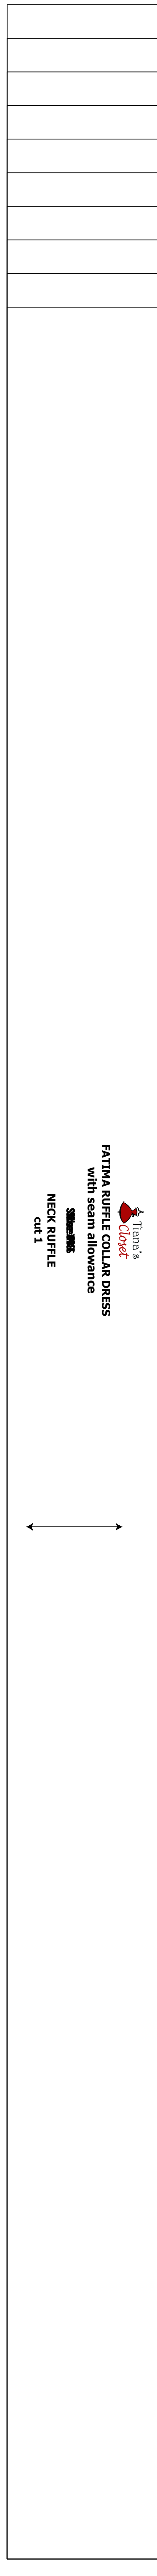 Tiana's
Closet
FATIMA RUFFLE COLLAR DRESS
with seam allowance
NECK RUFFLE
cut 1